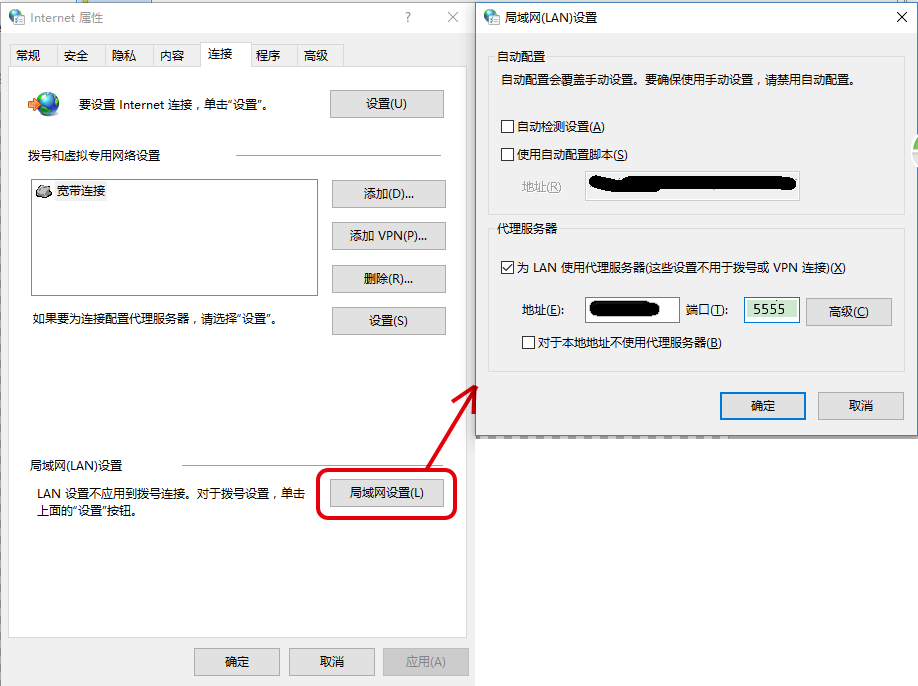 Internet 属性
?
常规
安全
隐私
内容
连接
程序
高级
要设置 Internet 连接，单击“设置”。
设置(U)
拨号和虚拟专用网络设置
宽带连接
添加(D)...
添加 VPN(P)...
删除(R)...
如果要为连接配置代理服务器，请选择“设置”。
设置(S)
局域网(LAN)设置
LAN 设置不应用到拨号连接。对于拨号设置，单击
上面的“设置”按钮。
局域网设置(L)
确定
取消
应用(A)
局域网(LAN)设置
自动配置
自动配置会覆盖手动设置。要确保使用手动设置，请禁用自动配置。
自动检测设置(A)
使用自动配置脚本(S)
地址(R)
代理服务器
为 LAN 使用代理服务器(这些设置不用于拨号或 VPN 连接)(X)
地址(E):
端口(T):
5555
高级(C)
对于本地地址不使用代理服务器(B)
确定
取消